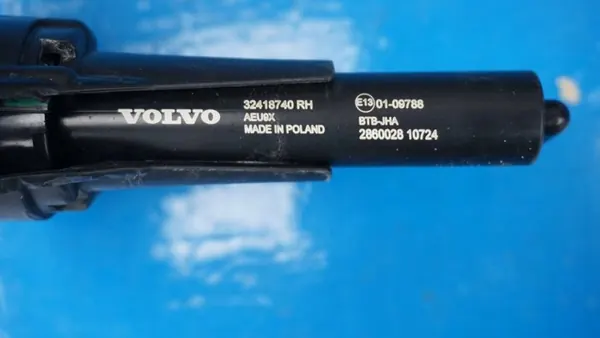 VOLVO
32418740 RH
AEU9X
MADE IN POLAND
E13 01-09788
BTB-JHA
2860028 10724